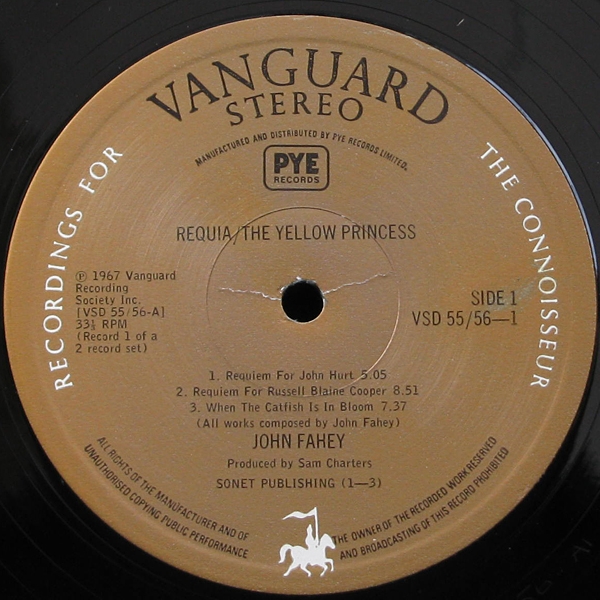 VANGUARD
STEREO
MANUFACTURED AND DISTRIBUTED BY PYE RECORDS LIMITED.
PYE
RECORDS
RECORDINGS FOR
THE CONNOISSEUR
REQUIA/THE YELLOW PRINCESS
℗ 1967 Vanguard
Recording
Society Inc.
[VSD 55/56-A]
33⅓ RPM
(Record 1 of a
2 record set)
SIDE 1
VSD 55/56—1
1. Requiem For John Hurt 5.05
2. Requiem For Russell Blaine Cooper 8.51
3. When The Catfish Is In Bloom 7.37
(All works composed by John Fahey)
JOHN FAHEY
Produced by Sam Charters
SONET PUBLISHING (1—3)
ALL RIGHTS OF THE MANUFACTURER AND OF
THE OWNER OF THE RECORDED WORK RESERVED
UNAUTHORISED COPYING PUBLIC PERFORMANCE
AND BROADCASTING OF THIS RECORD PROHIBITED